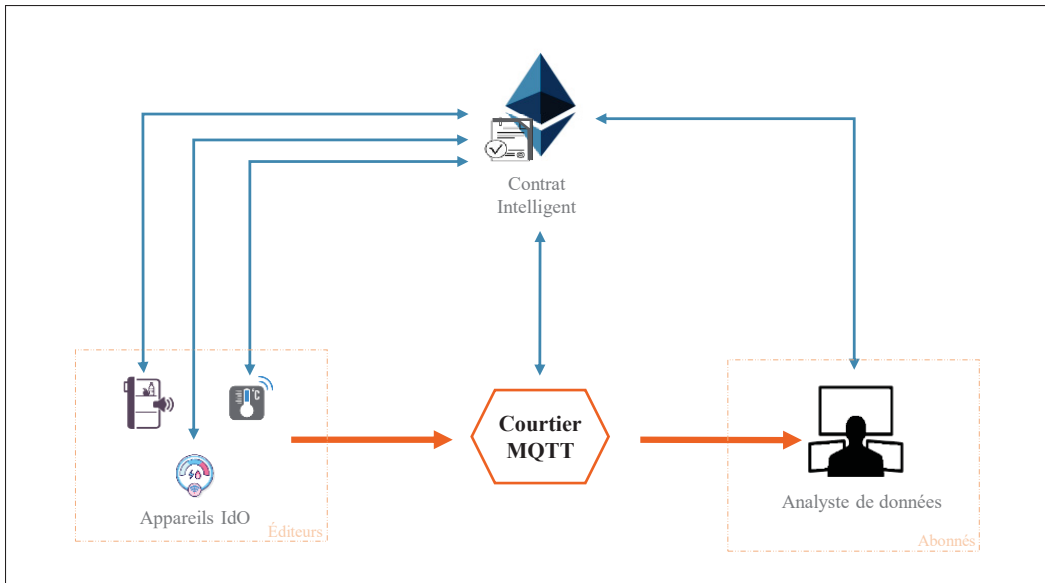 Contrat
Intelligent
°C
Courtier
MQTT
Appareils IdO
Éditeurs
Analyste de données
Abonnés